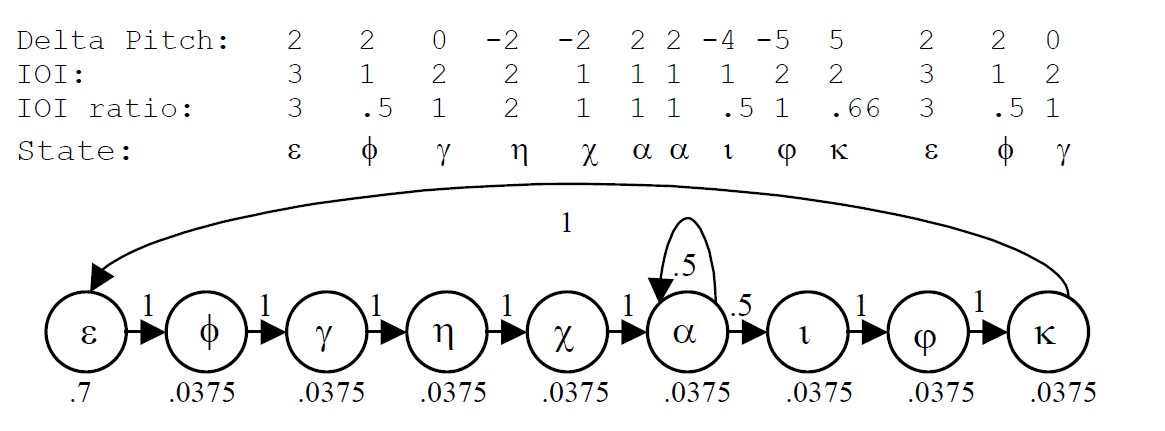 Delta Pitch: 2 2 0 -2 -2 2 2 -4 -5 5 2 2 0
IOI: 3 1 2 2 1 1 1 1 2 2 3 1 2
IOI ratio: 3 .5 1 2 1 1 1 .5 1 .66 3 .5 1
State: ε ϕ γ η χ α α ι φ κ ε ϕ γ
1
.5
1 1 1 1 1 .5 1 1
ε ϕ γ η χ α ι φ κ
.7 .0375 .0375 .0375 .0375 .0375 .0375 .0375 .0375